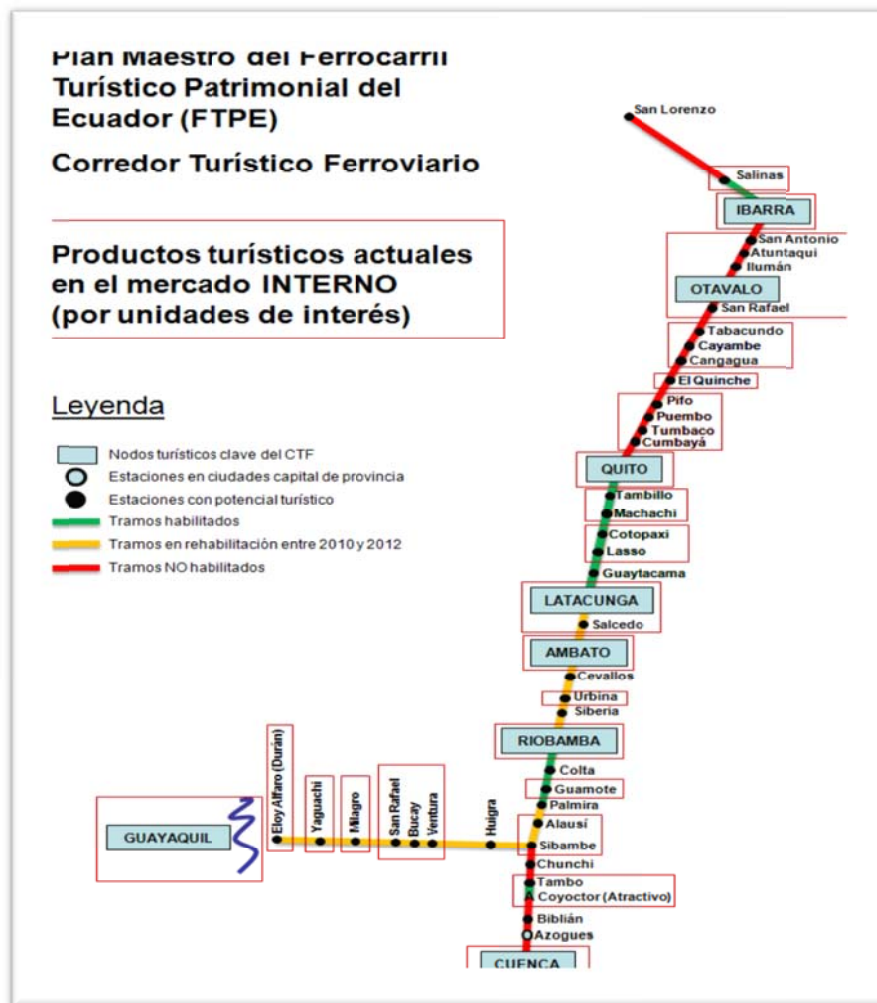 Plan Maestro del Ferrocarril
Turístico Patrimonial del
Ecuador (FTPE)
Corredor Turístico Ferroviario
Productos turísticos actuales
en el mercado INTERNO
(por unidades de interés)
Leyenda
Nodos turísticos clave del CTF
Estaciones en ciudades capital de provincia
Estaciones con potencial turístico
Tramos habilitados
Tramos en rehabilitación entre 2010 y 2012
Tramos NO habilitados
San Lorenzo
Salinas
IBARRA
San Antonio
Atuntaqui
Ilumán
OTAVALO
San Rafael
Tabacundo
Cayambe
Cangagua
El Quinche
Pifo
Puembo
Tumbaco
Cumbayá
QUITO
Tambillo
Machachi
Cotopaxi
Lasso
Guaytacama
LATACUNGA
Salcedo
AMBATO
Cevallos
Urbina
Siberia
RIOBAMBA
Colta
Guamote
Palmira
Alausí
Sibambe
GUAYAQUIL
Eloy Alfaro (Durán)
Yaguachi
Milagro
San Rafael
Bucay
Ventura
Huigra
Chunchi
Tambo
Coyoctor (Atractivo)
Biblián
Azogues
CUENCA